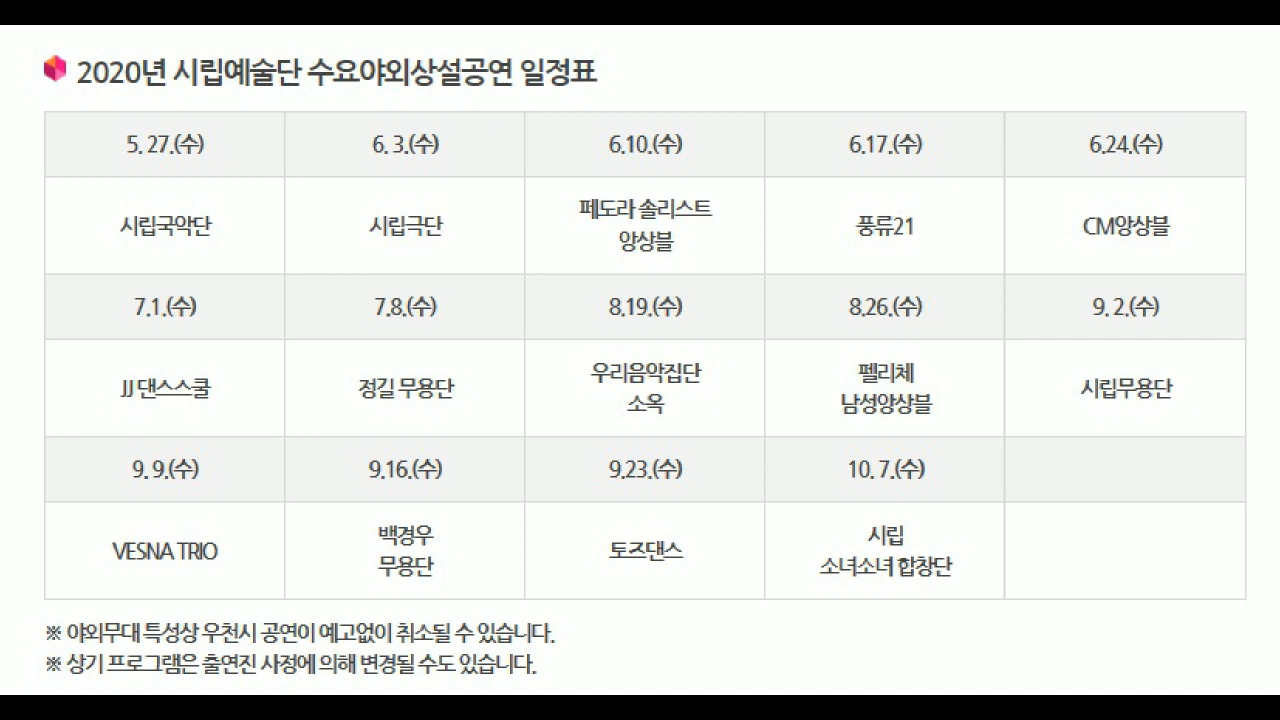 2020년 시립예술단 수요야외상설공연 일정표
5. 27.(수) 6. 3.(수) 6.10.(수) 6.17.(수) 6.24.(수)
시립국악단 시립극단 페도라 솔리스트 앙상블 풍류21 CM앙상블
7.1.(수) 7.8.(수) 8.19.(수) 8.26.(수) 9. 2.(수)
JJ 댄스스쿨 정길 무용단 우리음악집단 소옥 펠리체 남성앙상블 시립무용단
9. 9.(수) 9.16.(수) 9.23.(수) 10. 7.(수)
VESNA TRIO 백경우 무용단 토즈댄스 시립 소녀소녀 합창단
※ 야외무대 특성상 우천시 공연이 예고없이 취소될 수 있습니다.
※ 상기 프로그램은 출연진 사정에 의해 변경될 수도 있습니다.